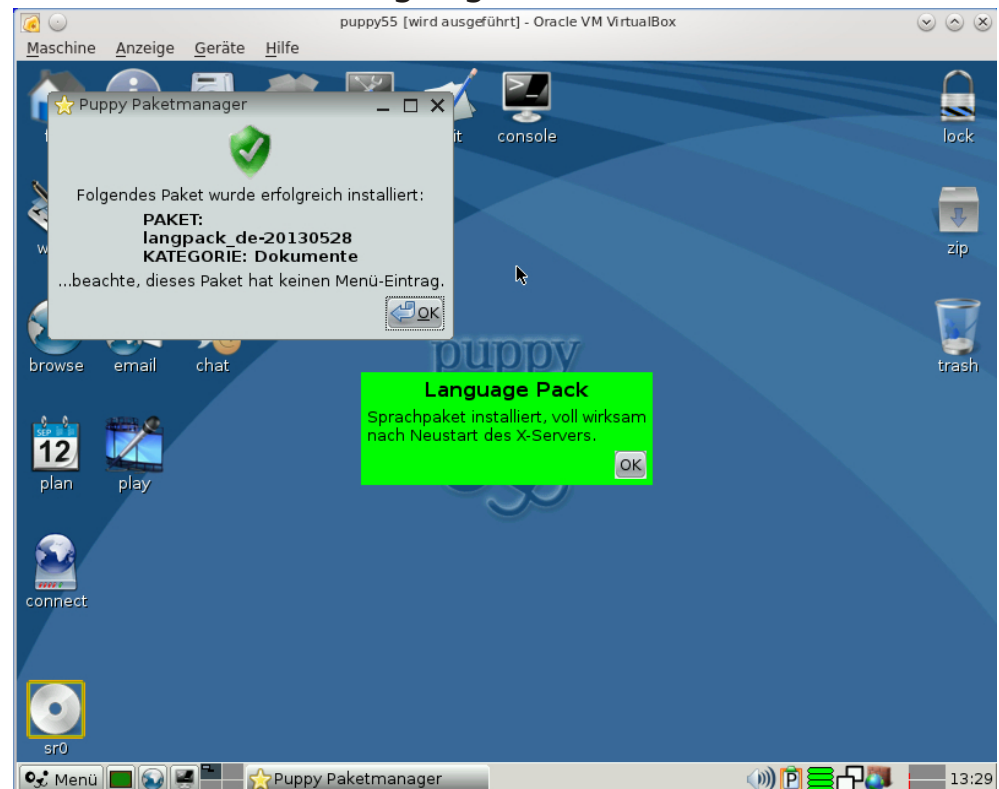 puppy55 [wird ausgeführt] - Oracle VM VirtualBox
Maschine Anzeige Geräte Hilfe
Puppy Paketmanager
Folgendes Paket wurde erfolgreich installiert:
PAKET:
langpack_de-20130528
KATEGORIE: Dokumente
...beachte, dieses Paket hat keinen Menü-Eintrag.
OK
console
lock
zip
browse
email
chat
puppy
trash
Language Pack
Sprachpaket installiert, voll wirksam
nach Neustart des X-Servers.
OK
SEP
12
plan
play
connect
sr0
Menü
Puppy Paketmanager
P
13:29